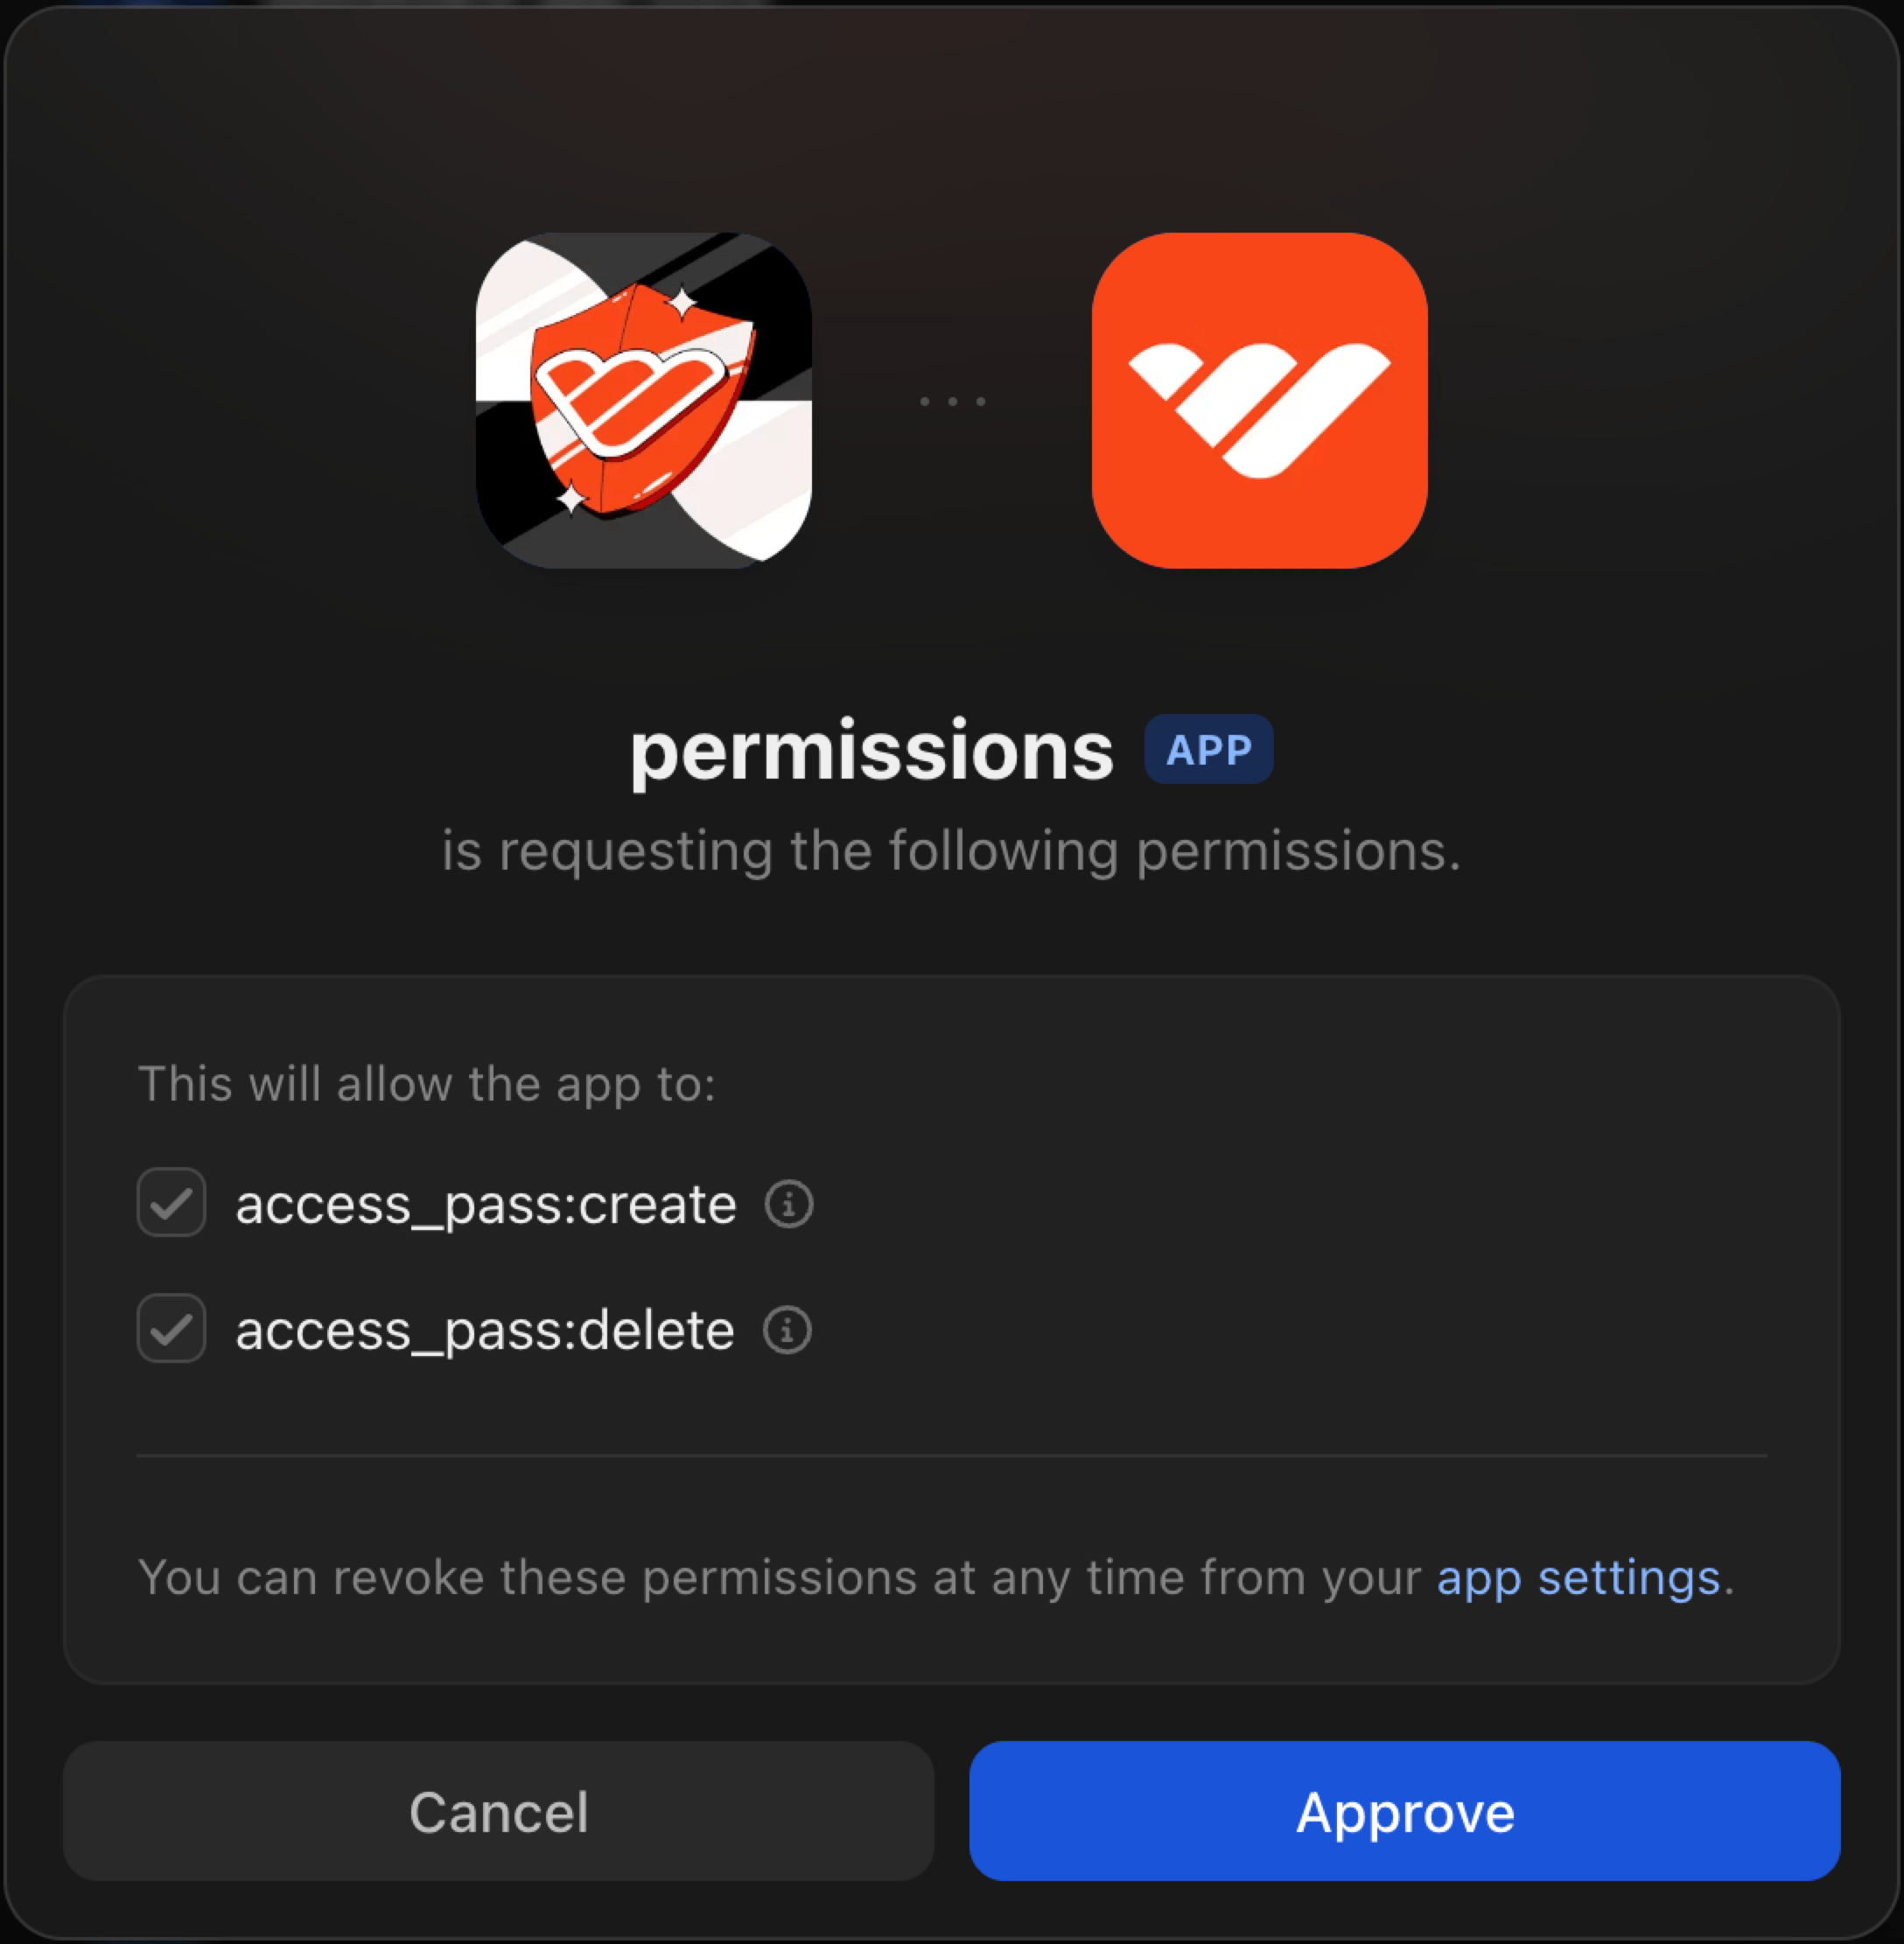 permissions APP
is requesting the following permissions.
This will allow the app to:
access_pass:create
access_pass:delete
You can revoke these permissions at any time from your app settings.
Cancel
Approve